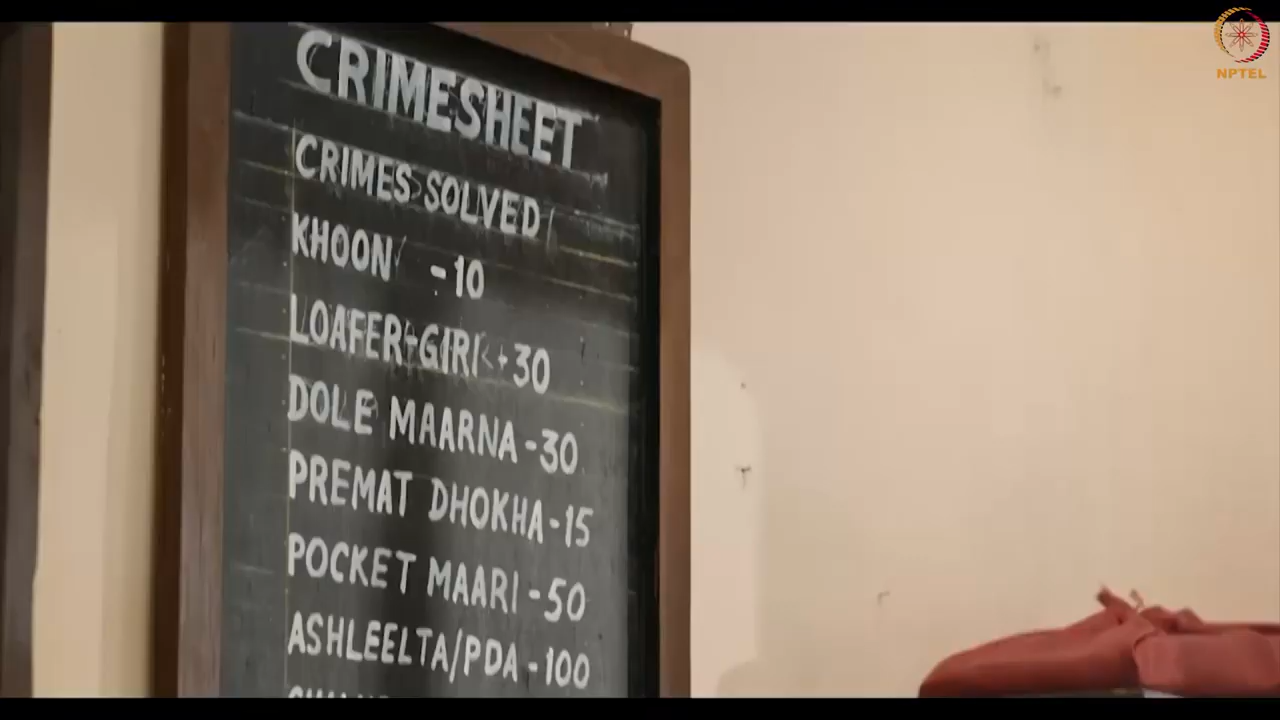 CRIMESHEET
CRIMES SOLVED
KHOON - 10
LOAFER-GIRI - 30
DOLE MAARNA - 30
PREMAT DHOKHA - 15
POCKET MAARI - 50
ASHLEELTA/PDA - 100
NPTEL